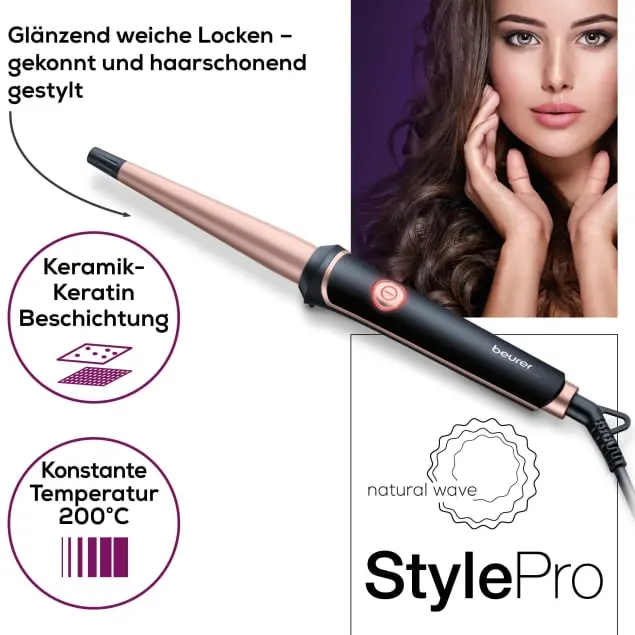 Glänzend weiche Locken –
gekonnt und haarschonend
gestylt
Keramik-
Keratin
Beschichtung
beurer
Konstante
Temperatur
200°C
natural wave
StylePro